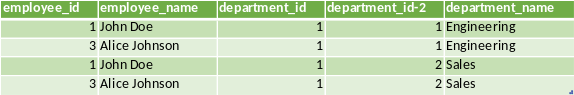 employee_id employee_name department_id department_id-2 department_name
1 John Doe 1 1 Engineering
3 Alice Johnson 1 1 Engineering
1 John Doe 1 2 Sales
3 Alice Johnson 1 2 Sales